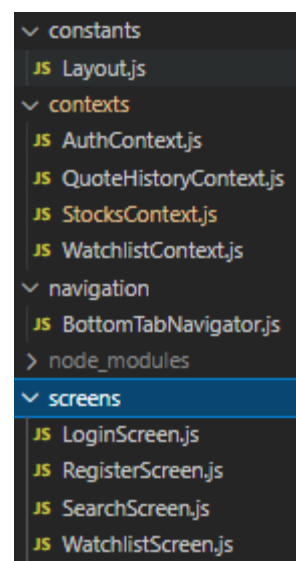 constants
JS Layout.js
contexts
JS AuthContext.js
JS QuoteHistoryContext.js
JS StocksContext.js
JS WatchlistContext.js
navigation
JS BottomTabNavigator.js
node_modules
screens
JS LoginScreen.js
JS RegisterScreen.js
JS SearchScreen.js
JS WatchlistScreen.js